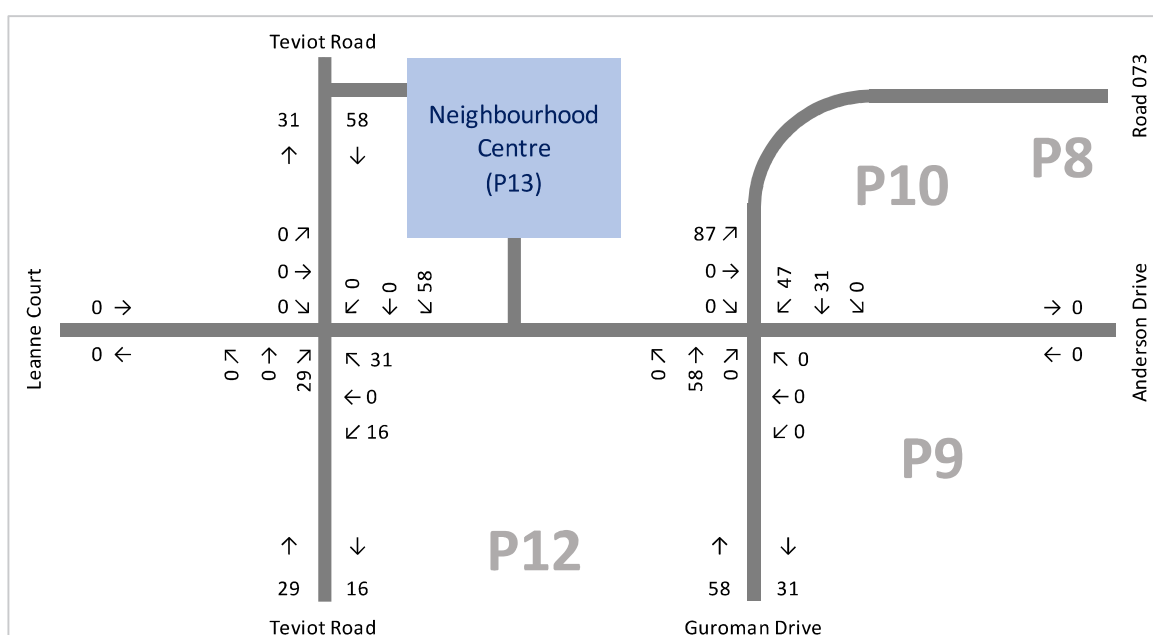 Teviot Road
Neighbourhood
Centre
(P13)
Road 073
P8
P10
31 58
↑ ↓
0 ↗
0 →
0 ↘
0 0 58
↙ ← ↙
87 ↗
0 →
0 ↘
47 31 0
↖ ← ↙
Leanne Court
0 →
0 ←
→ 0
← 0
Anderson Drive
↖ → ↗
0 0 29
↖ 31
← 0
↙ 16
↖ → ↗
0 58 0
↖ 0
← 0
↙ 0
P9
P12
↑ ↓
29 16
↑ ↓
58 31
Teviot Road
Guroman Drive